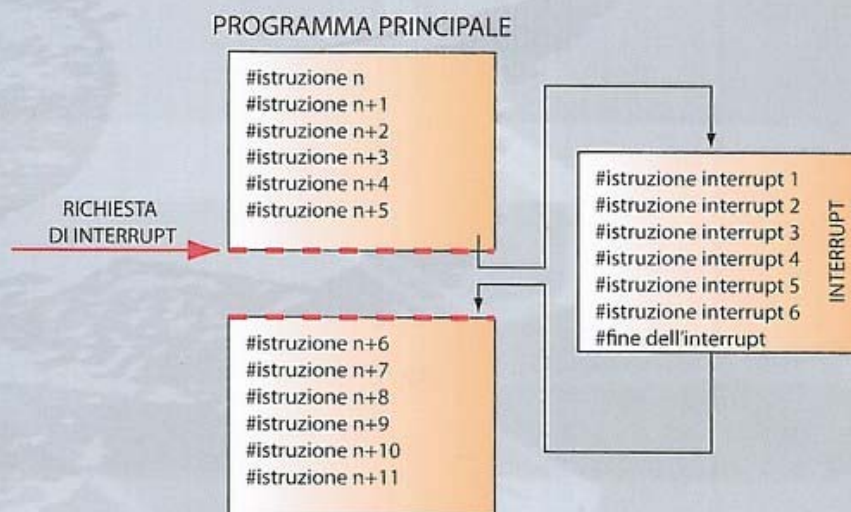 PROGRAMMA PRINCIPALE
#istruzione n
#istruzione n+1
#istruzione n+2
#istruzione n+3
#istruzione n+4
#istruzione n+5
RICHIESTA
DI INTERRUPT
#istruzione interrupt 1
#istruzione interrupt 2
#istruzione interrupt 3
#istruzione interrupt 4
#istruzione interrupt 5
#istruzione interrupt 6
#fine dell'interrupt
INTERRUPT
#istruzione n+6
#istruzione n+7
#istruzione n+8
#istruzione n+9
#istruzione n+10
#istruzione n+11